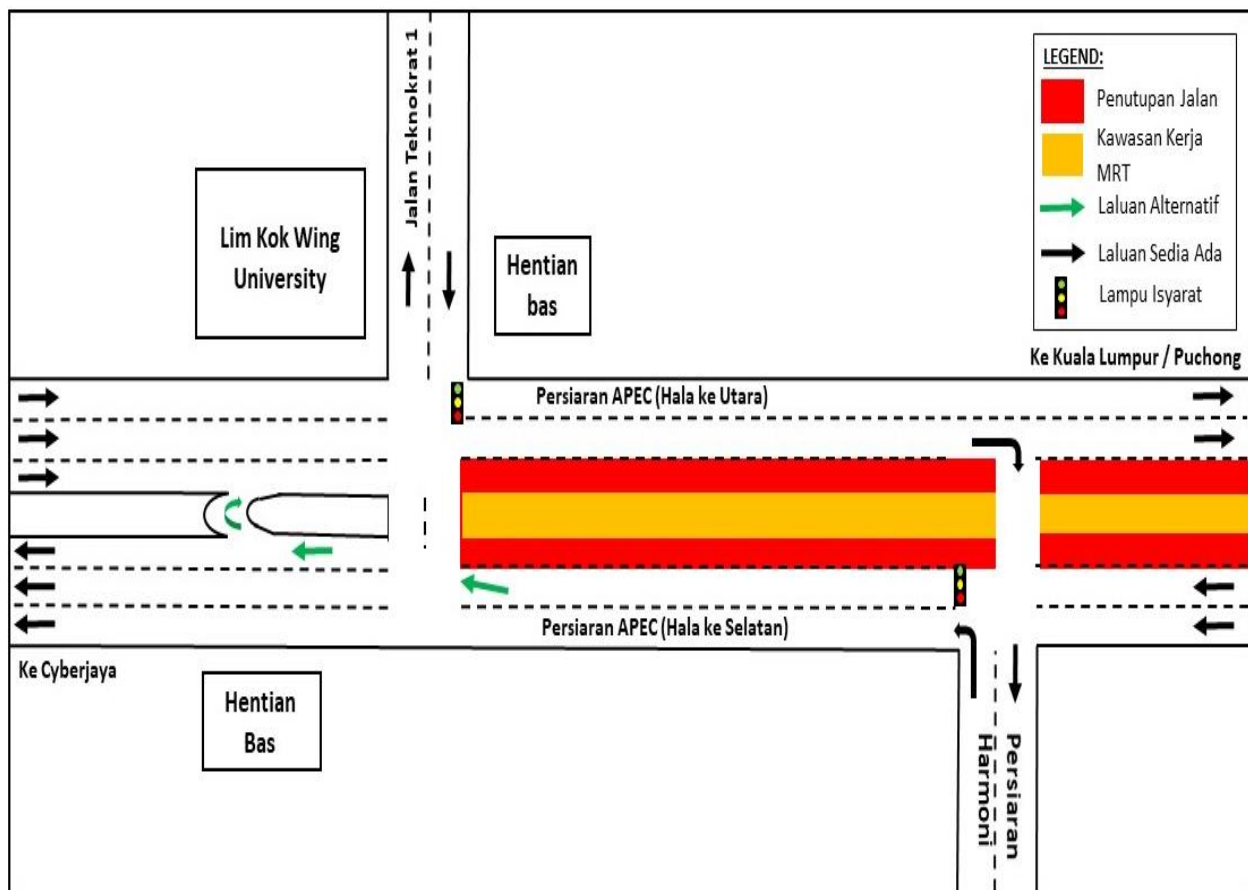 LEGEND:
Penutupan Jalan
Kawasan Kerja
MRT
Laluan Alternatif
Laluan Sedia Ada
Lampu Isyarat
Jalan Teknokrat 1
Lim Kok Wing
University
Hentian
bas
Ke Kuala Lumpur / Puchong
Persiaran APEC (Hala ke Utara)
Persiaran APEC (Hala ke Selatan)
Ke Cyberjaya
Hentian
Bas
Persiaran
Harmoni